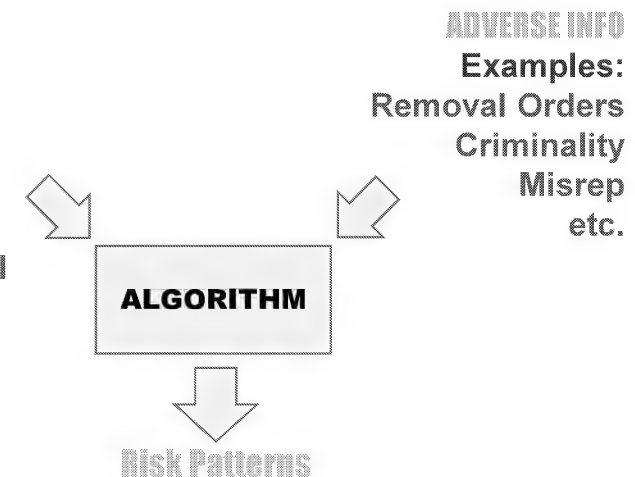 ADVERSE INFO
Examples:
Removal Orders
Criminality
Misrep
etc.
ALGORITHM
Risk Patterns